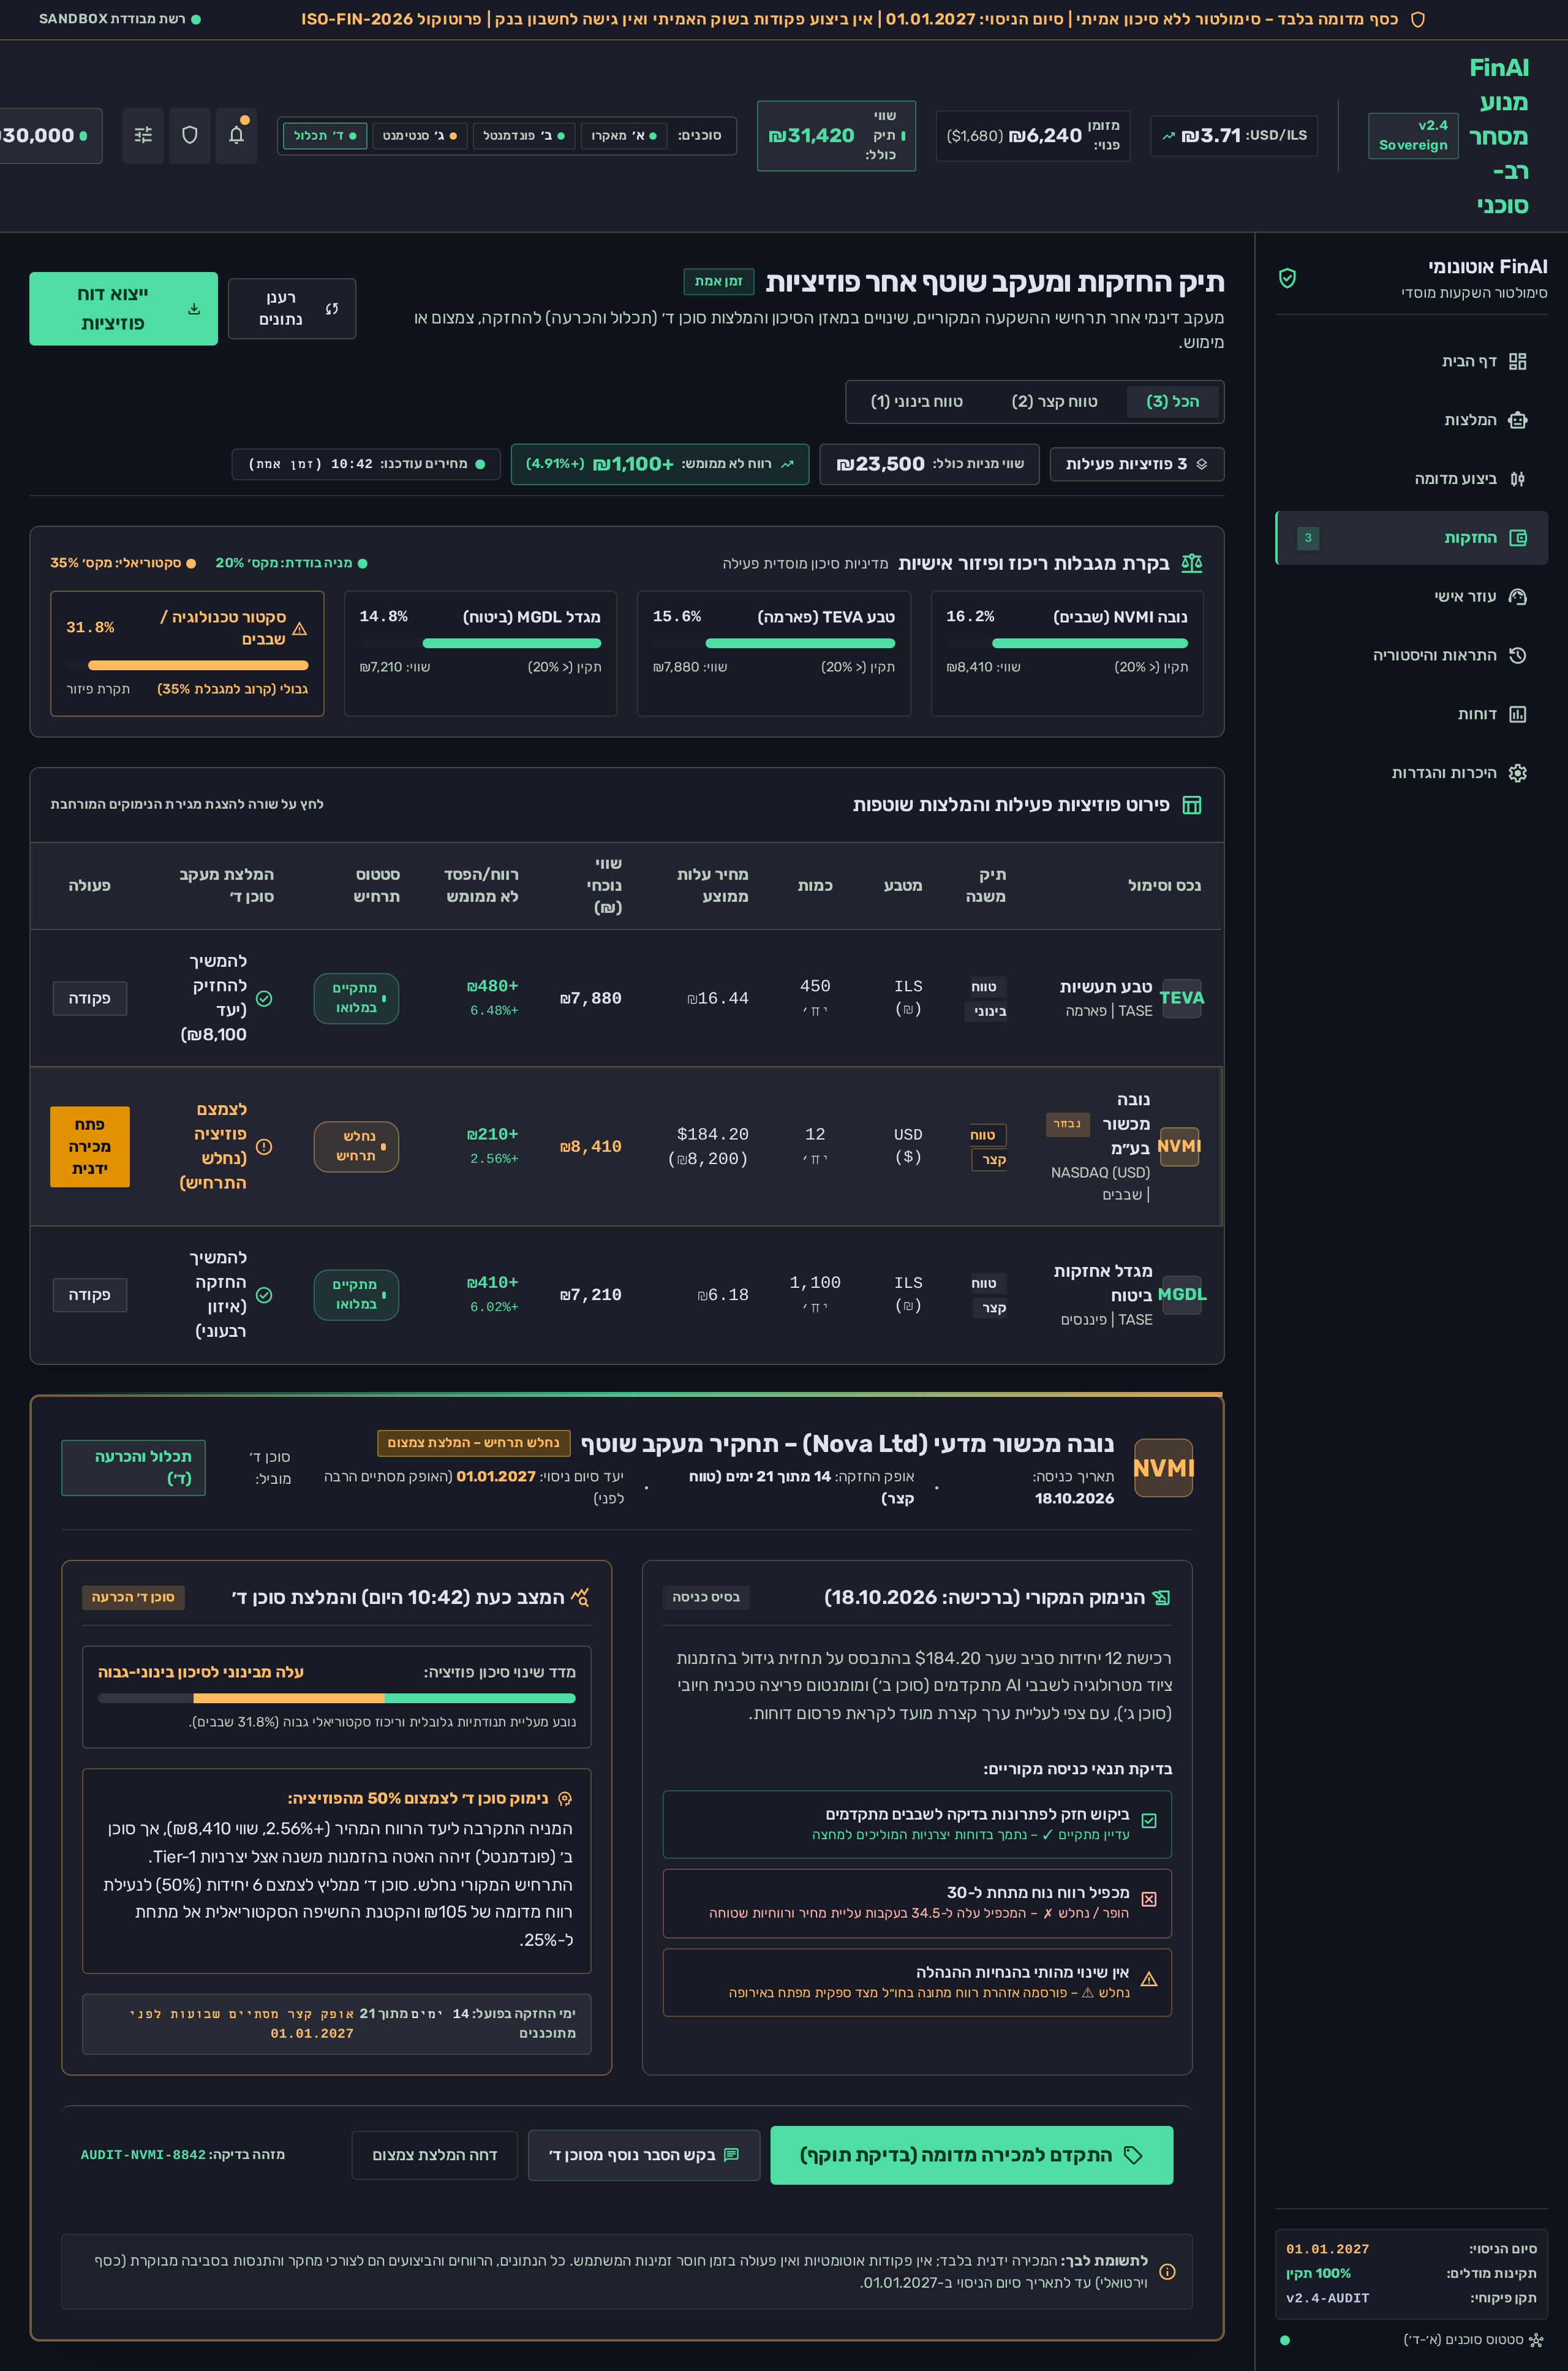 כסף מדומה בלבד – סימולטור ללא סיכון אמיתי | סיום הניסוי: 01.01.2027 | אין ביצוע פקודות בשוק האמיתי ואין גישה לחשבון בנק | פרוטוקול ISO-FIN-2026
רשת מבודדת SANDBOX
FinAI
מנוע
מסחר
רב-
סוכני
v2.4
Sovereign
USD/ILS: ₪3.71
מזומן
פנוי:
₪6,240 ($1,680)
שווי
תיק
כולל:
₪31,420
סוכנים:
א׳ מאקרו
ב׳ פונדמנטל
ג׳ סנטימנט
ד׳ תכלול
₪30,000
FinAI אוטונומי
סימולטור השקעות מוסדי
דף הבית
המלצות
ביצוע מדומה
החזקות
3
עוזר אישי
התראות והיסטוריה
דוחות
היכרות והגדרות
סיום הניסוי: 01.01.2027
תקינות מודלים: 100% תקין
תקן פיקוחי: v2.4-AUDIT
סטטוס סוכנים (א׳-ד׳)
תיק החזקות ומעקב שוטף אחר פוזיציות
זמן אמת
מעקב דינמי אחר תרחישי ההשקעה המקוריים, שינויים במאזן הסיכון והמלצות סוכן ד׳ (תכלול והכרעה) להחזקה, צמצום או
מימוש.
רענן
נתונים
ייצוא דוח
פוזיציות
הכל (3)
טווח קצר (2)
טווח בינוני (1)
3 פוזיציות פעילות
שווי מניות כולל: ₪23,500
רווח לא ממומש: +₪1,100 (+4.91%)
מחירים עודכנו: 10:42 (זמן אמת)
בקרת מגבלות ריכוז ופיזור אישיות
מדיניות סיכון מוסדית פעילה
מניה בודדת: מקס׳ 20%
סקטוריאלי: מקס׳ 35%
נובה NVMI (שבבים)
16.2%
תקין (< 20%)
שווי: ₪8,410
טבע TEVA (פארמה)
15.6%
תקין (< 20%)
שווי: ₪7,880
מגדל MGDL (ביטוח)
14.8%
תקין (< 20%)
שווי: ₪7,210
סקטור טכנולוגיה /
שבבים
31.8%
גבולי (קרוב למגבלת 35%)
תקרת פיזור
פירוט פוזיציות פעילות והמלצות שוטפות
לחץ על שורה להצגת מגירת הנימוקים המורחבת
נכס וסימול
תיק
משנה
מטבע
כמות
מחיר עלות
ממוצע
שווי
נוכחי
(₪)
רווח/הפסד
לא ממומש
סטטוס
תרחיש
המלצת מעקב
סוכן ד׳
פעולה
TEVA
טבע תעשיות
TASE | פארמה
טווח
בינוני
ILS
(₪)
450
יח׳
₪16.44
₪7,880
+₪480
+6.48%
מתקיים
במלואו
להמשיך
להחזיק
(יעד
₪8,100)
פקודה
NVMI
נובה
מכשור
בע״מ
נבחר
NASDAQ (USD)
| שבבים
טווח
קצר
USD
($)
12
יח׳
$184.20
(₪8,200)
₪8,410
+₪210
+2.56%
נחלש
תרחיש
לצמצם
פוזיציה
(נחלש
התרחיש)
פתח
מכירה
ידנית
MGDL
מגדל אחזקות
ביטוח
TASE | פיננסים
טווח
קצר
ILS
(₪)
1,100
יח׳
₪6.18
₪7,210
+₪410
+6.02%
מתקיים
במלואו
להמשיך
החזקה
(איזון
רבעוני)
פקודה
NVMI
נובה מכשור מדעי (Nova Ltd) – תחקיר מעקב שוטף
נחלש תרחיש – המלצת צמצום
תאריך כניסה:
18.10.2026
•
אופק החזקה: 14 מתוך 21 ימים (טווח
קצר)
•
יעד סיום ניסוי: 01.01.2027 (האופק מסתיים הרבה
לפני)
סוכן ד׳
מוביל:
תכלול והכרעה
(ד׳)
הנימוק המקורי (ברכישה: 18.10.2026)
בסיס כניסה
רכישת 12 יחידות סביב שער $184.20 בהתבסס על תחזית גידול בהזמנות
ציוד מטרולוגיה לשבבי AI מתקדמים (סוכן ב׳) ומומנטום פריצה טכנית חיובי
(סוכן ג׳), עם צפי לעליית ערך קצרת מועד לקראת פרסום דוחות.
בדיקת תנאי כניסה מקוריים:
ביקוש חזק לפתרונות בדיקה לשבבים מתקדמים
עדיין מתקיים ✓ – נתמך בדוחות יצרניות המוליכים למחצה
מכפיל רווח נוח מתחת ל-30
הופר / נחלש ✗ – המכפיל עלה ל-34.5 בעקבות עליית מחיר ורווחיות שטוחה
אין שינוי מהותי בהנחיות ההנהלה
נחלש ⚠ – פורסמה אזהרת רווח מתונה בחו״ל מצד ספקית מפתח באירופה
המצב כעת (10:42 היום) והמלצת סוכן ד׳
סוכן ד׳ הכרעה
מדד שינוי סיכון פוזיציה:
עלה מבינוני לסיכון בינוני-גבוה
נובע מעליית תנודתיות גלובלית וריכוז סקטוריאלי גבוה (31.8% שבבים).
נימוק סוכן ד׳ לצמצום 50% מהפוזיציה:
המניה התקרבה ליעד הרווח המהיר (+2.56%, שווי ₪8,410), אך סוכן
ב׳ (פונדמנטל) זיהה האטה בהזמנות משנה אצל יצרניות Tier-1.
התרחיש המקורי נחלש. סוכן ד׳ ממליץ לצמצם 6 יחידות (50%) לנעילת
רווח מדומה של ₪105 והקטנת החשיפה הסקטוריאלית אל מתחת
ל-25%.
ימי החזקה בפועל: 14 ימים מתוך 21
מתוכננים
אופק קצר מסתיים שבועות לפני
01.01.2027
התקדם למכירה מדומה (בדיקת תוקף)
בקש הסבר נוסף מסוכן ד׳
דחה המלצת צמצום
מזהה בדיקה: AUDIT-NVMI-8842
לתשומת לבך: המכירה ידנית בלבד; אין פקודות אוטומטיות ואין פעולה בזמן חוסר זמינות המשתמש. כל הנתונים, הרווחים והביצועים הם לצורכי מחקר והתנסות בסביבה מבוקרת (כסף
וירטואלי) עד לתאריך סיום הניסוי ב-01.01.2027.